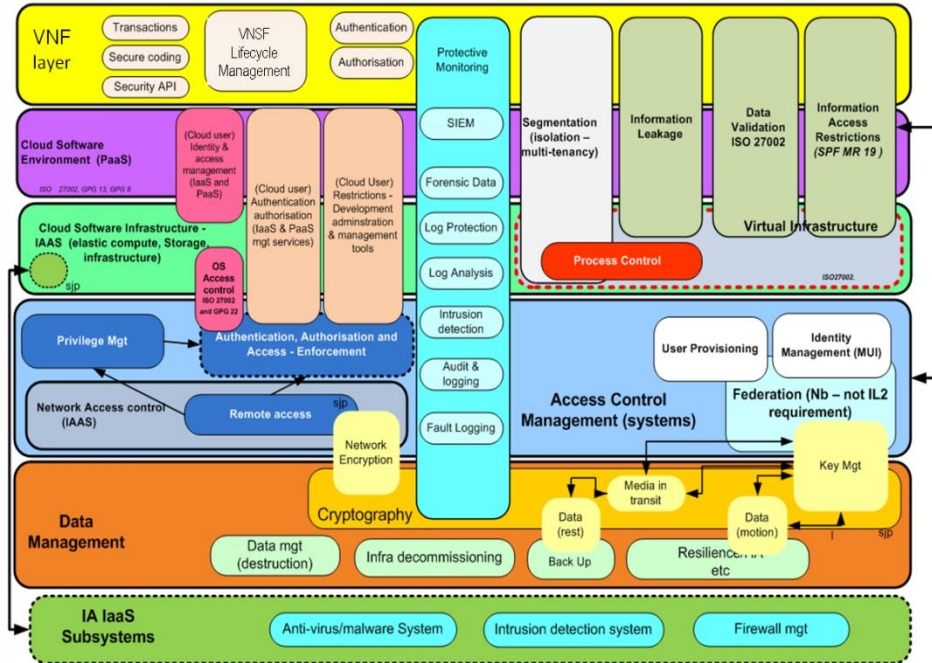 VNF
layer
Transactions
Secure coding
Security API
VNSF
Lifecycle
Management
Authentication
Authorisation
Protective
Monitoring
SIEM
Forensic Data
Log Protection
Log Analysis
Intrusion
detection
Audit &
logging
Fault Logging
Segmentation
(isolation –
multi-tenancy)
Information
Leakage
Data
Validation
ISO 27002
Information
Access
Restrictions
(SPF MR 19 )
Cloud Software
Environment (PaaS)
ISO 27002, GPG 13, GPG 8
(Cloud user)
Identity &
access
management
(IaaS and
PaaS)
(Cloud user)
Authentication
authorisation
(IaaS & PaaS
mgt services)
(Cloud User)
Restrictions -
Development
adminstration
& management
tools
Cloud Software Infrastructure -
IAAS (elastic compute, Storage,
infrastructure)
sjp
OS
Access
control
ISO 27002
and GPG 22
Virtual Infrastructure
Process Control
ISO27002,
Privilege Mgt
Authentication, Authorisation and
Access - Enforcement
Network Access control
(IAAS)
Remote access
sjp
User Provisioning
Identity
Management (MUI)
Access Control
Management (systems)
Federation (Nb – not IL2
requirement)
Network
Encryption
Key Mgt
Media in
transit
Cryptography
Data
(rest)
Data
(motion)
I
sjp
Data
Management
Data mgt
(destruction)
Infra decommissioning
Back Up
etc
IA IaaS
Subsystems
Anti-virus/malware System
Intrusion detection system
Firewall mgt